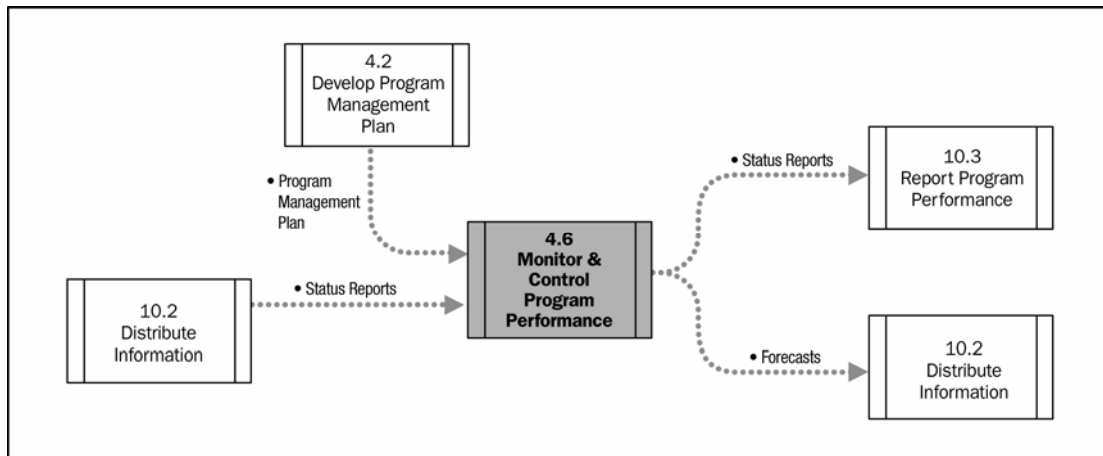 4.2
Develop Program
Management
Plan
• Program
Management
Plan
10.2
Distribute
Information
• Status Reports
4.6
Monitor &
Control
Program
Performance
• Status Reports
10.3
Report Program
Performance
• Forecasts
10.2
Distribute
Information